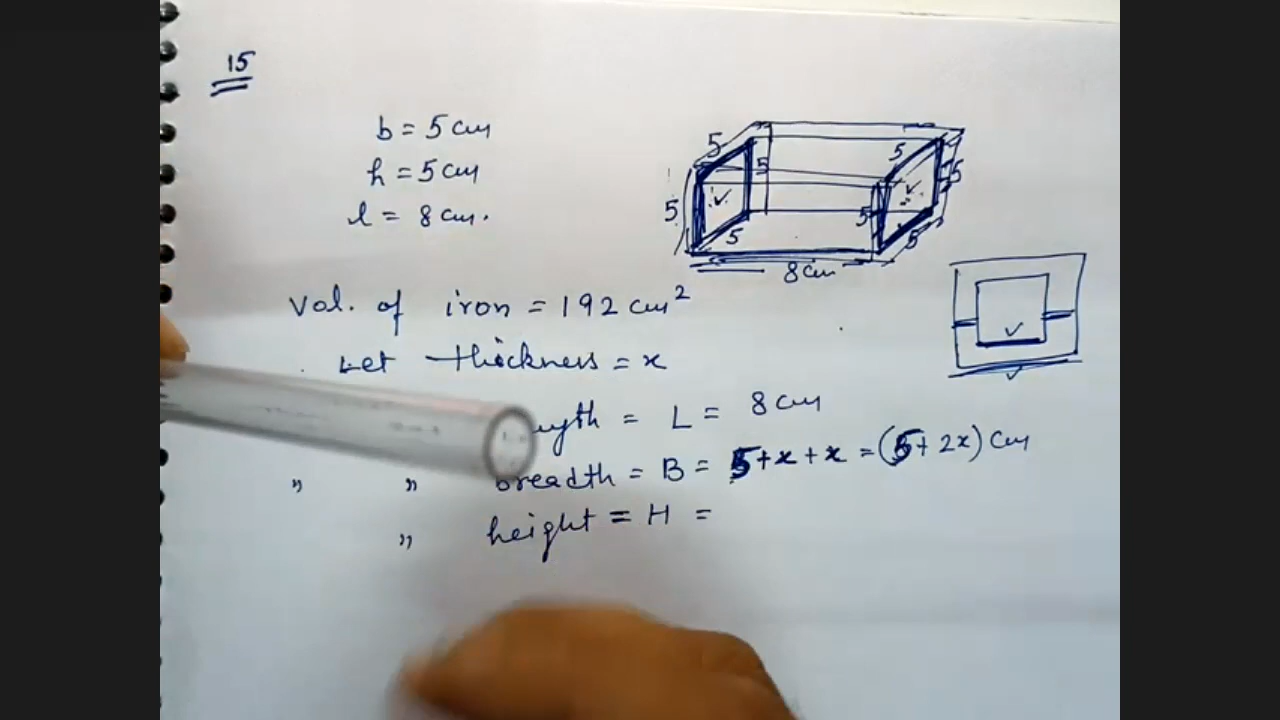 15
b = 5 cm
h = 5 cm
l = 8 cm.
5 5 5 5
5 5 5 5
8 cm
Vol. of iron = 192 cm²
Let thickness = x
= L = 8 cm
" " breadth = B = 5 + x + x = (5 + 2x) cm
" height = H =